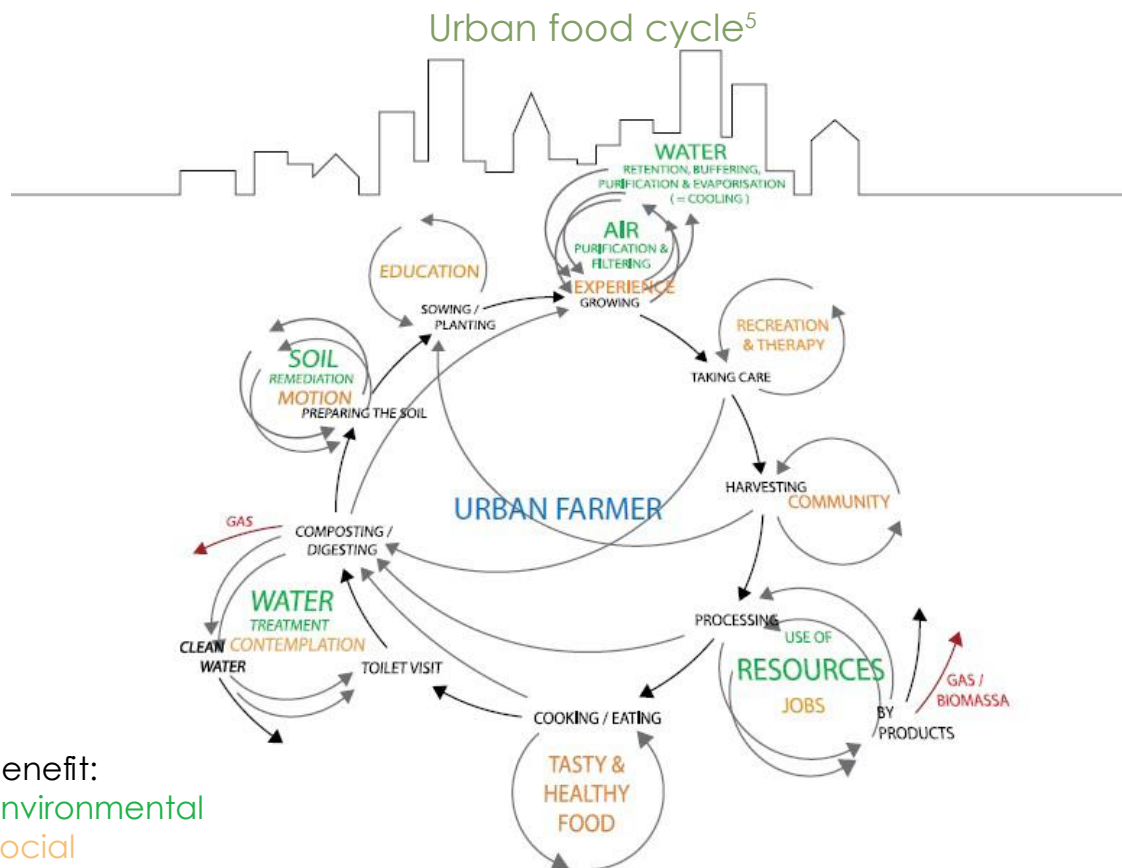 Urban food cycle⁵
WATER
RETENTION, BUFFERING,
PURIFICATION & EVAPORISATION
( = COOLING )
AIR
PURIFICATION &
FILTERING
EXPERIENCE
GROWING
EDUCATION
SOWING /
PLANTING
RECREATION
& THERAPY
TAKING CARE
SOIL
REMEDIATION
MOTION
PREPARING THE SOIL
HARVESTING
COMMUNITY
URBAN FARMER
GAS
COMPOSTING /
DIGESTING
WATER
TREATMENT
CONTEMPLATION
CLEAN
WATER
TOILET VISIT
PROCESSING
USE OF
RESOURCES
JOBS
BY
PRODUCTS
GAS /
BIOMASSA
COOKING / EATING
TASTY &
HEALTHY
FOOD
enefit:
nvironmental
ocial